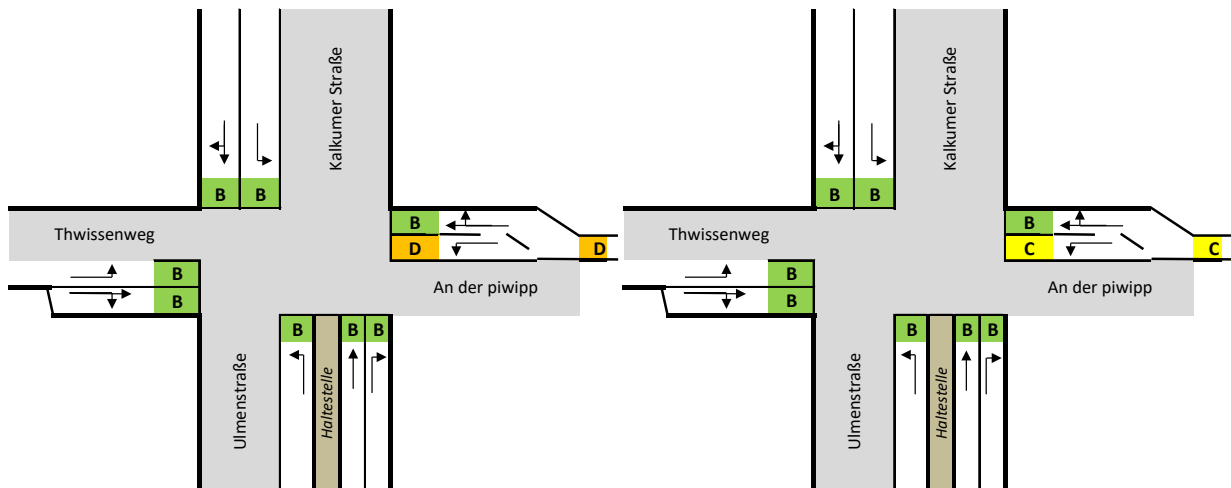 Kalkumer Straße
B B
B
Thwissenweg
D D
B
An der piwipp
B
B B B
Haltestelle
Ulmenstraße
Kalkumer Straße
B B
B
Thwissenweg
C C
B
An der piwipp
B
B B B
Haltestelle
Ulmenstraße